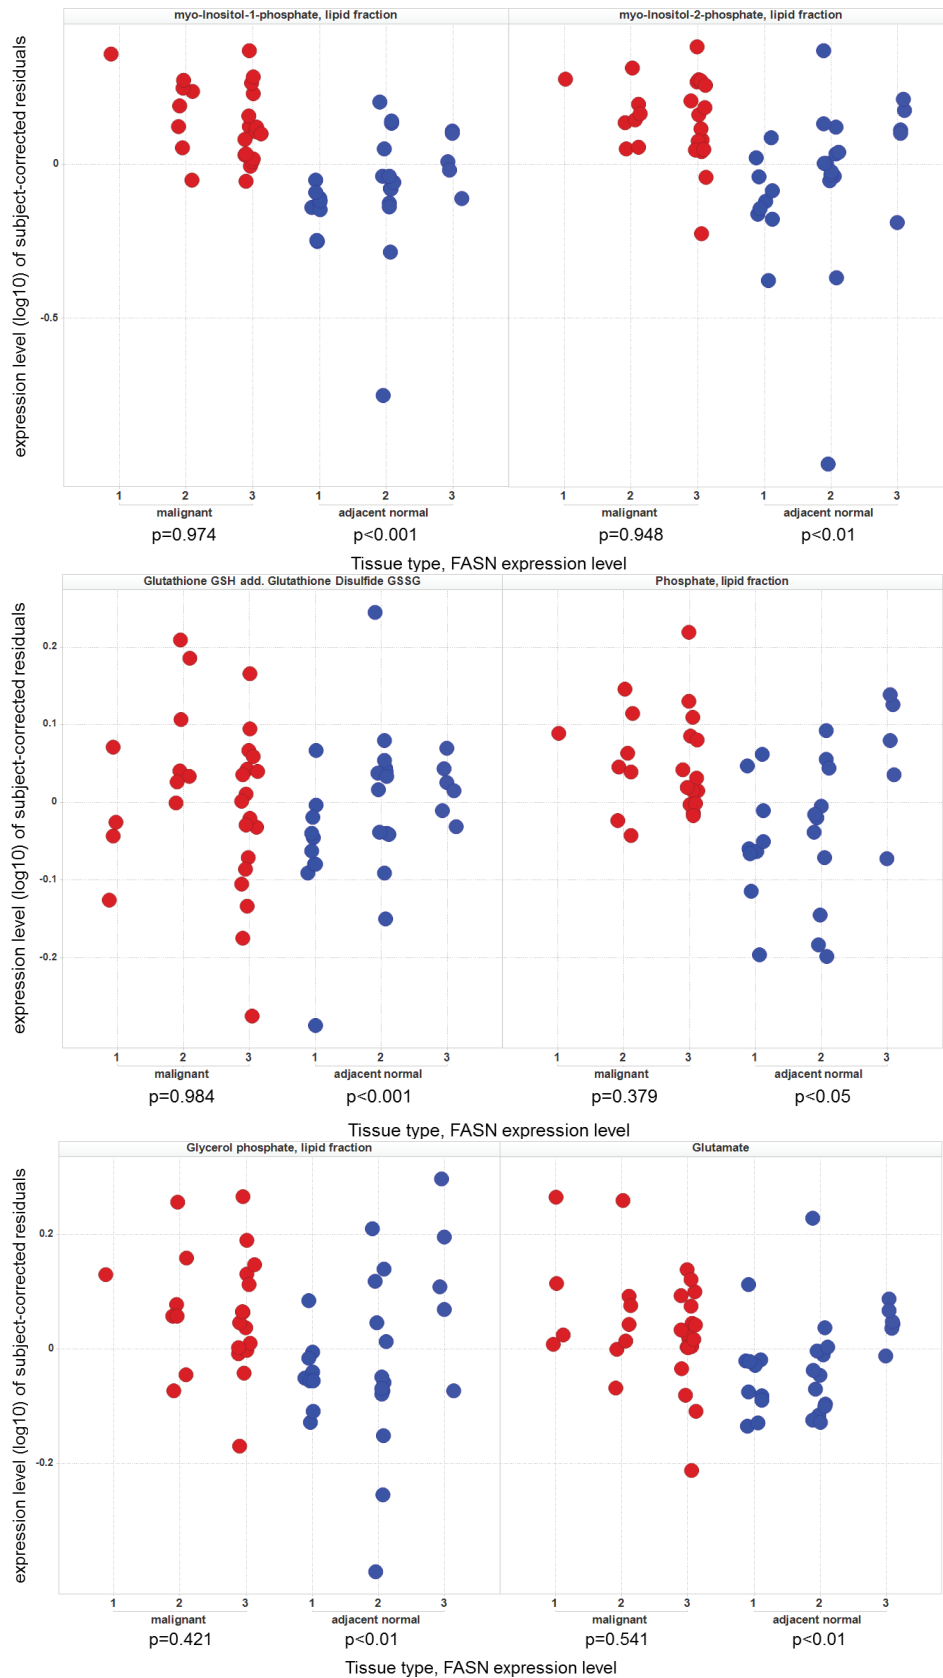 myo-Inositol-1-phosphate, lipid fraction
myo-Inositol-2-phosphate, lipid fraction
expression level (log10) of subject-corrected residuals
0
-0.5
1 2 3 1 2 3 1 2 3 1 2 3
malignant adjacent normal malignant adjacent normal
p=0.974 p<0.001 p=0.948 p<0.01
Tissue type, FASN expression level
Glutathione GSH add. Glutathione Disulfide GSSG
Phosphate, lipid fraction
expression level (log10) of subject-corrected residuals
0.2
0.1
0
-0.1
-0.2
1 2 3 1 2 3 1 2 3 1 2 3
malignant adjacent normal malignant adjacent normal
p=0.984 p<0.001 p=0.379 p<0.05
Tissue type, FASN expression level
Glycerol phosphate, lipid fraction
Glutamate
expression level (log10) of subject-corrected residuals
0.2
0
-0.2
1 2 3 1 2 3 1 2 3 1 2 3
malignant adjacent normal malignant adjacent normal
p=0.421 p<0.01 p=0.541 p<0.01
Tissue type, FASN expression level